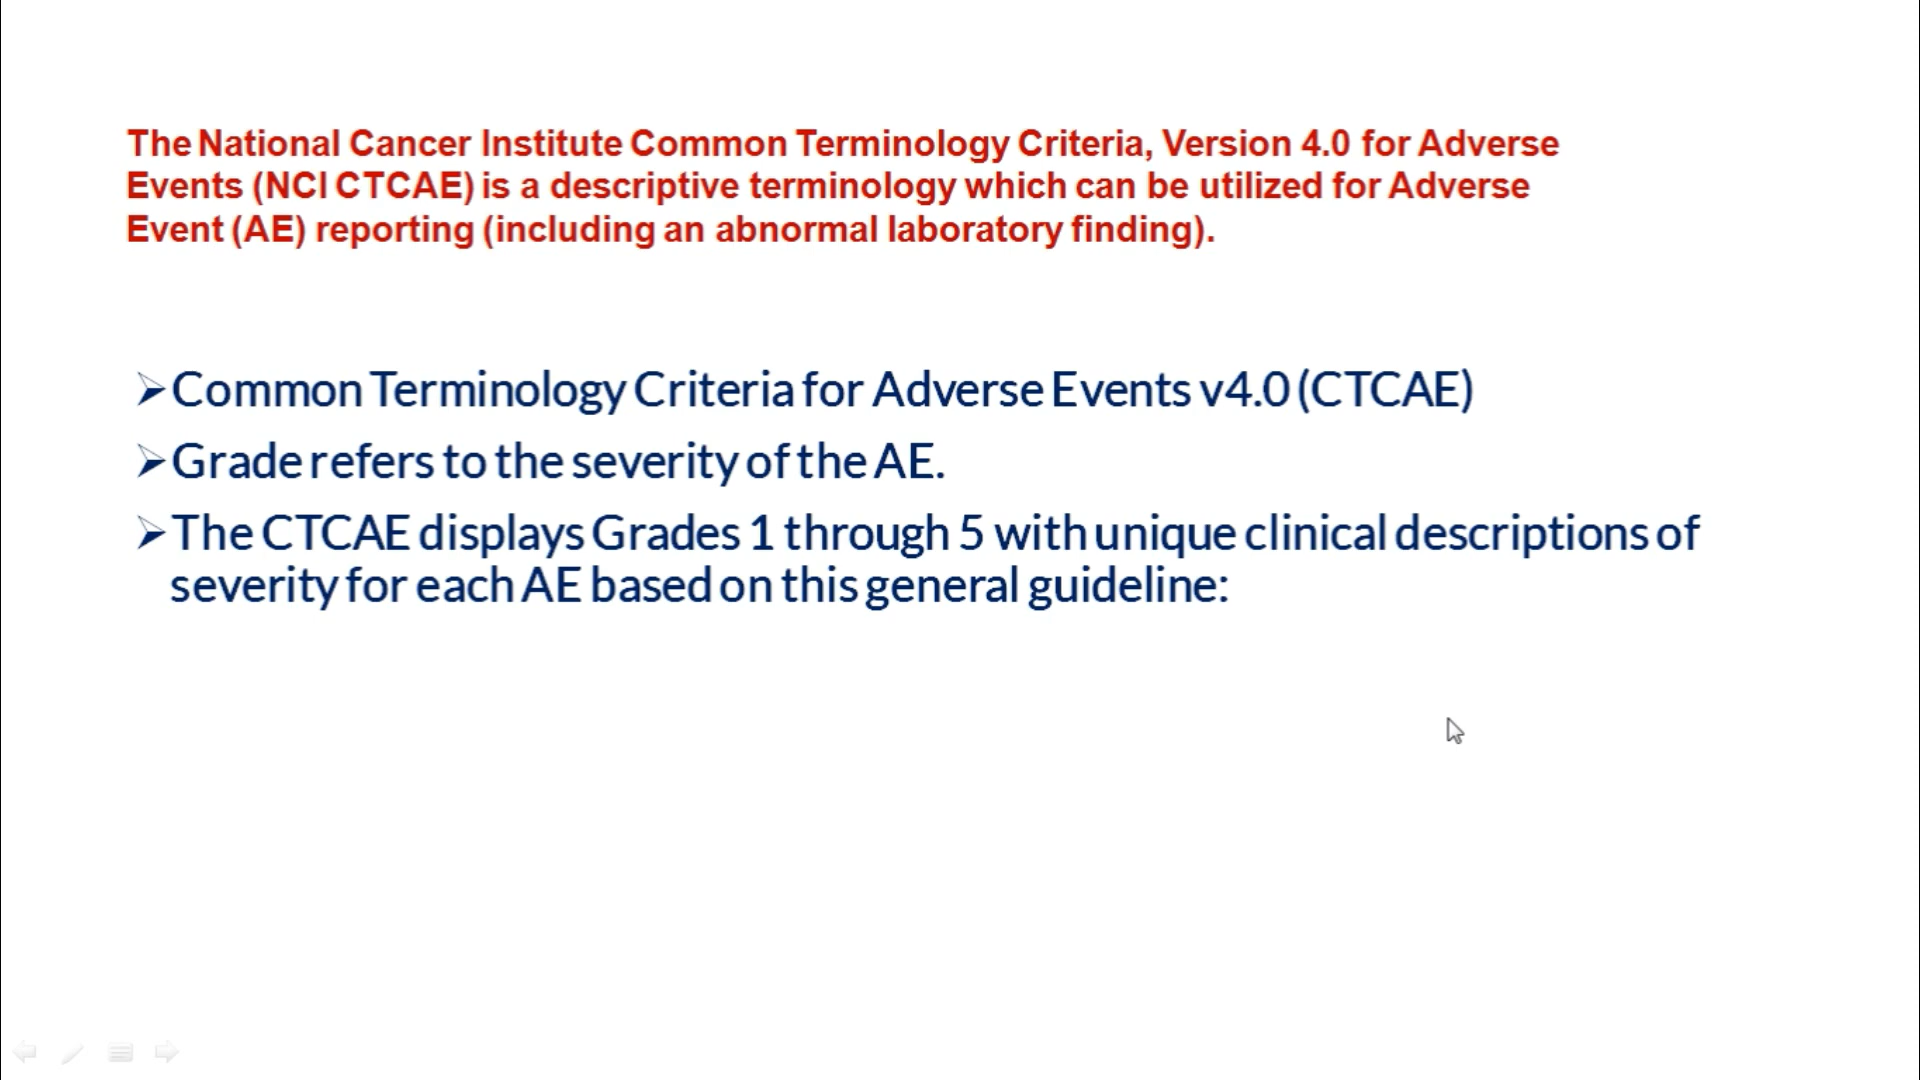 The National Cancer Institute Common Terminology Criteria, Version 4.0 for Adverse
Events (NCI CTCAE) is a descriptive terminology which can be utilized for Adverse
Event (AE) reporting (including an abnormal laboratory finding).
➢Common Terminology Criteria for Adverse Events v4.0 (CTCAE)
➢Grade refers to the severity of the AE.
➢The CTCAE displays Grades 1 through 5 with unique clinical descriptions of
severity for each AE based on this general guideline: